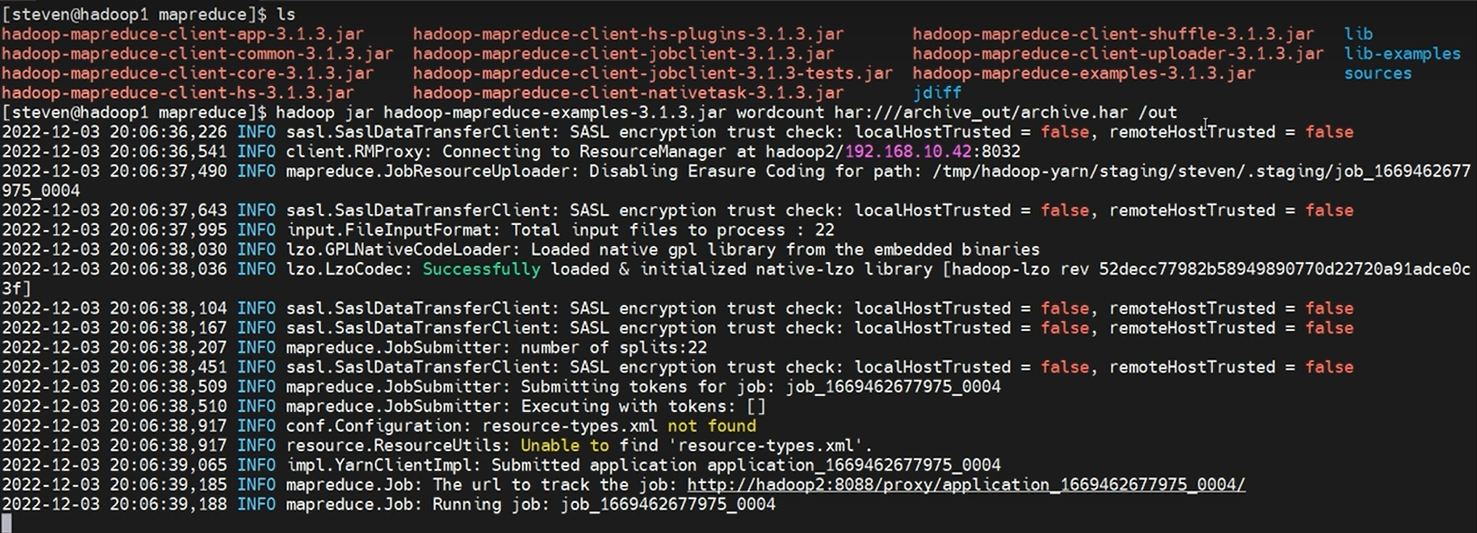 [steven@hadoop1 mapreduce]$ ls
hadoop-mapreduce-client-app-3.1.3.jar hadoop-mapreduce-client-hs-plugins-3.1.3.jar hadoop-mapreduce-client-shuffle-3.1.3.jar lib
hadoop-mapreduce-client-common-3.1.3.jar hadoop-mapreduce-client-jobclient-3.1.3.jar hadoop-mapreduce-client-uploader-3.1.3.jar lib-examples
hadoop-mapreduce-client-core-3.1.3.jar hadoop-mapreduce-client-jobclient-3.1.3-tests.jar hadoop-mapreduce-examples-3.1.3.jar sources
hadoop-mapreduce-client-hs-3.1.3.jar hadoop-mapreduce-client-nativetask-3.1.3.jar jdiff
[steven@hadoop1 mapreduce]$ hadoop jar hadoop-mapreduce-examples-3.1.3.jar wordcount har:///archive_out/archive.har /out
2022-12-03 20:06:36,226 INFO sasl.SaslDataTransferClient: SASL encryption trust check: localHostTrusted = false, remoteHostTrusted = false
2022-12-03 20:06:36,541 INFO client.RMProxy: Connecting to ResourceManager at hadoop2/192.168.10.42:8032
2022-12-03 20:06:37,490 INFO mapreduce.JobResourceUploader: Disabling Erasure Coding for path: /tmp/hadoop-yarn/staging/steven/.staging/job_1669462677
975_0004
2022-12-03 20:06:37,643 INFO sasl.SaslDataTransferClient: SASL encryption trust check: localHostTrusted = false, remoteHostTrusted = false
2022-12-03 20:06:37,995 INFO input.FileInputFormat: Total input files to process : 22
2022-12-03 20:06:38,030 INFO lzo.GPLNativeCodeLoader: Loaded native gpl library from the embedded binaries
2022-12-03 20:06:38,036 INFO lzo.LzoCodec: Successfully loaded & initialized native-lzo library [hadoop-lzo rev 52decc77982b58949890770d22720a91adce0c
3f]
2022-12-03 20:06:38,104 INFO sasl.SaslDataTransferClient: SASL encryption trust check: localHostTrusted = false, remoteHostTrusted = false
2022-12-03 20:06:38,167 INFO sasl.SaslDataTransferClient: SASL encryption trust check: localHostTrusted = false, remoteHostTrusted = false
2022-12-03 20:06:38,207 INFO mapreduce.JobSubmitter: number of splits:22
2022-12-03 20:06:38,451 INFO sasl.SaslDataTransferClient: SASL encryption trust check: localHostTrusted = false, remoteHostTrusted = false
2022-12-03 20:06:38,509 INFO mapreduce.JobSubmitter: Submitting tokens for job: job_1669462677975_0004
2022-12-03 20:06:38,510 INFO mapreduce.JobSubmitter: Executing with tokens: []
2022-12-03 20:06:38,917 INFO conf.Configuration: resource-types.xml not found
2022-12-03 20:06:38,917 INFO resource.ResourceUtils: Unable to find 'resource-types.xml'.
2022-12-03 20:06:39,065 INFO impl.YarnClientImpl: Submitted application application_1669462677975_0004
2022-12-03 20:06:39,185 INFO mapreduce.Job: The url to track the job: http://hadoop2:8088/proxy/application_1669462677975_0004/
2022-12-03 20:06:39,188 INFO mapreduce.Job: Running job: job_1669462677975_0004